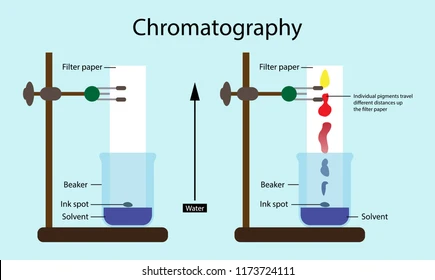 Chromatography
Filter paper
Beaker
Ink spot
Solvent
Water
Filter paper
Individual pigments travel
different distances up
the filter paper
Beaker
Ink spot
Solvent
shutterstock.com · 1173724111